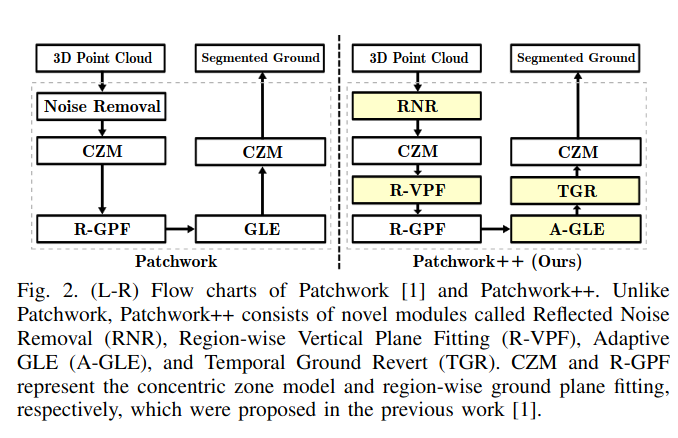 3D Point Cloud
Noise Removal
CZM
R-GPF
GLE
CZM
Segmented Ground
Patchwork
3D Point Cloud
RNR
CZM
R-VPF
R-GPF
A-GLE
TGR
CZM
Segmented Ground
Patchwork++ (Ours)
Fig. 2. (L-R) Flow charts of Patchwork [1] and Patchwork++. Unlike
Patchwork, Patchwork++ consists of novel modules called Reflected Noise
Removal (RNR), Region-wise Vertical Plane Fitting (R-VPF), Adaptive
GLE (A-GLE), and Temporal Ground Revert (TGR). CZM and R-GPF
represent the concentric zone model and region-wise ground plane fitting,
respectively, which were proposed in the previous work [1].